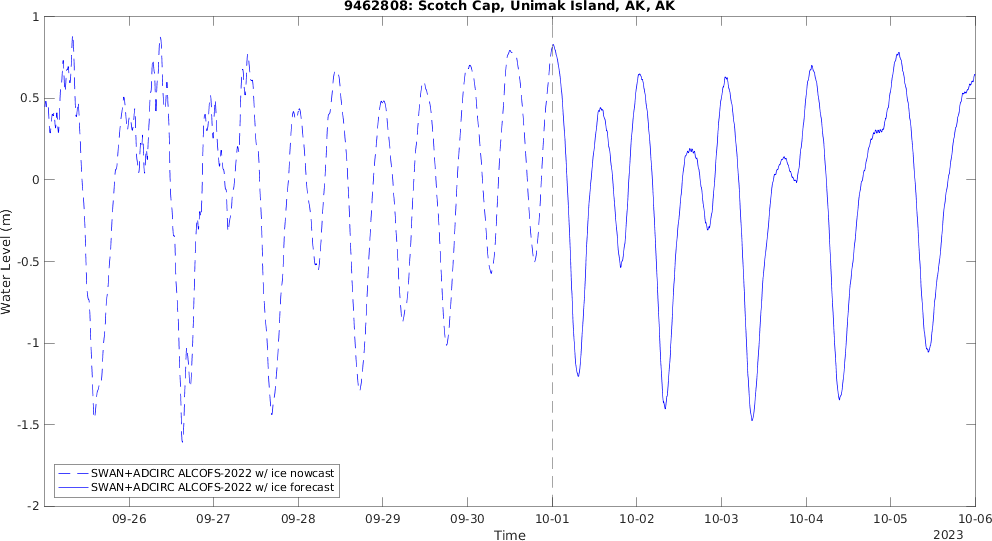 9462808: Scotch Cap, Unimak Island, AK, AK
1
0.5
0
-0.5
-1
-1.5
-2
Water Level (m)
SWAN+ADCIRC ALCOFS-2022 w/ ice nowcast
SWAN+ADCIRC ALCOFS-2022 w/ ice forecast
09-26 09-27 09-28 09-29 09-30 10-01 10-02 10-03 10-04 10-05 10-06
Time
2023